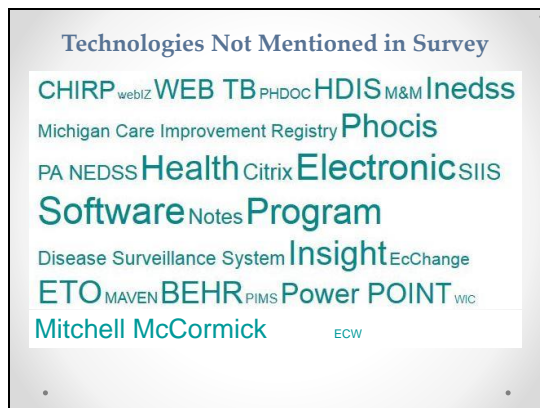 Technologies Not Mentioned in Survey
CHIRP webIZ WEB TB PHDOC HDIS M&M Inedss
Michigan Care Improvement Registry Phocis
PA NEDSS Health Citrix Electronic SIIS
Software Notes Program
Disease Surveillance System Insight EcChange
ETO MAVEN BEHR PIMS Power POINT WIC
Mitchell McCormick ECW